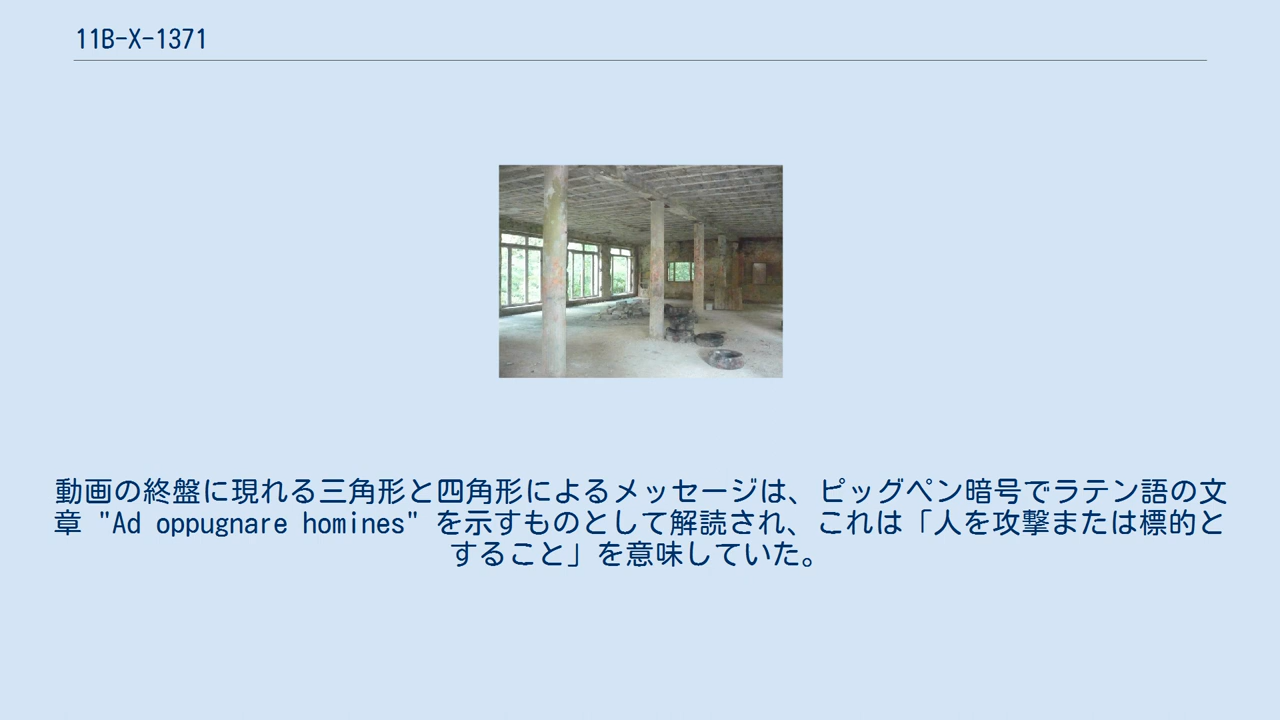 11B-X-1371
動画の終盤に現れる三角形と四角形によるメッセージは、ピッグペン暗号でラテン語の文
章 "Ad oppugnare homines" を示すものとして解読され、これは「人を攻撃または標的と
すること」を意味していた。